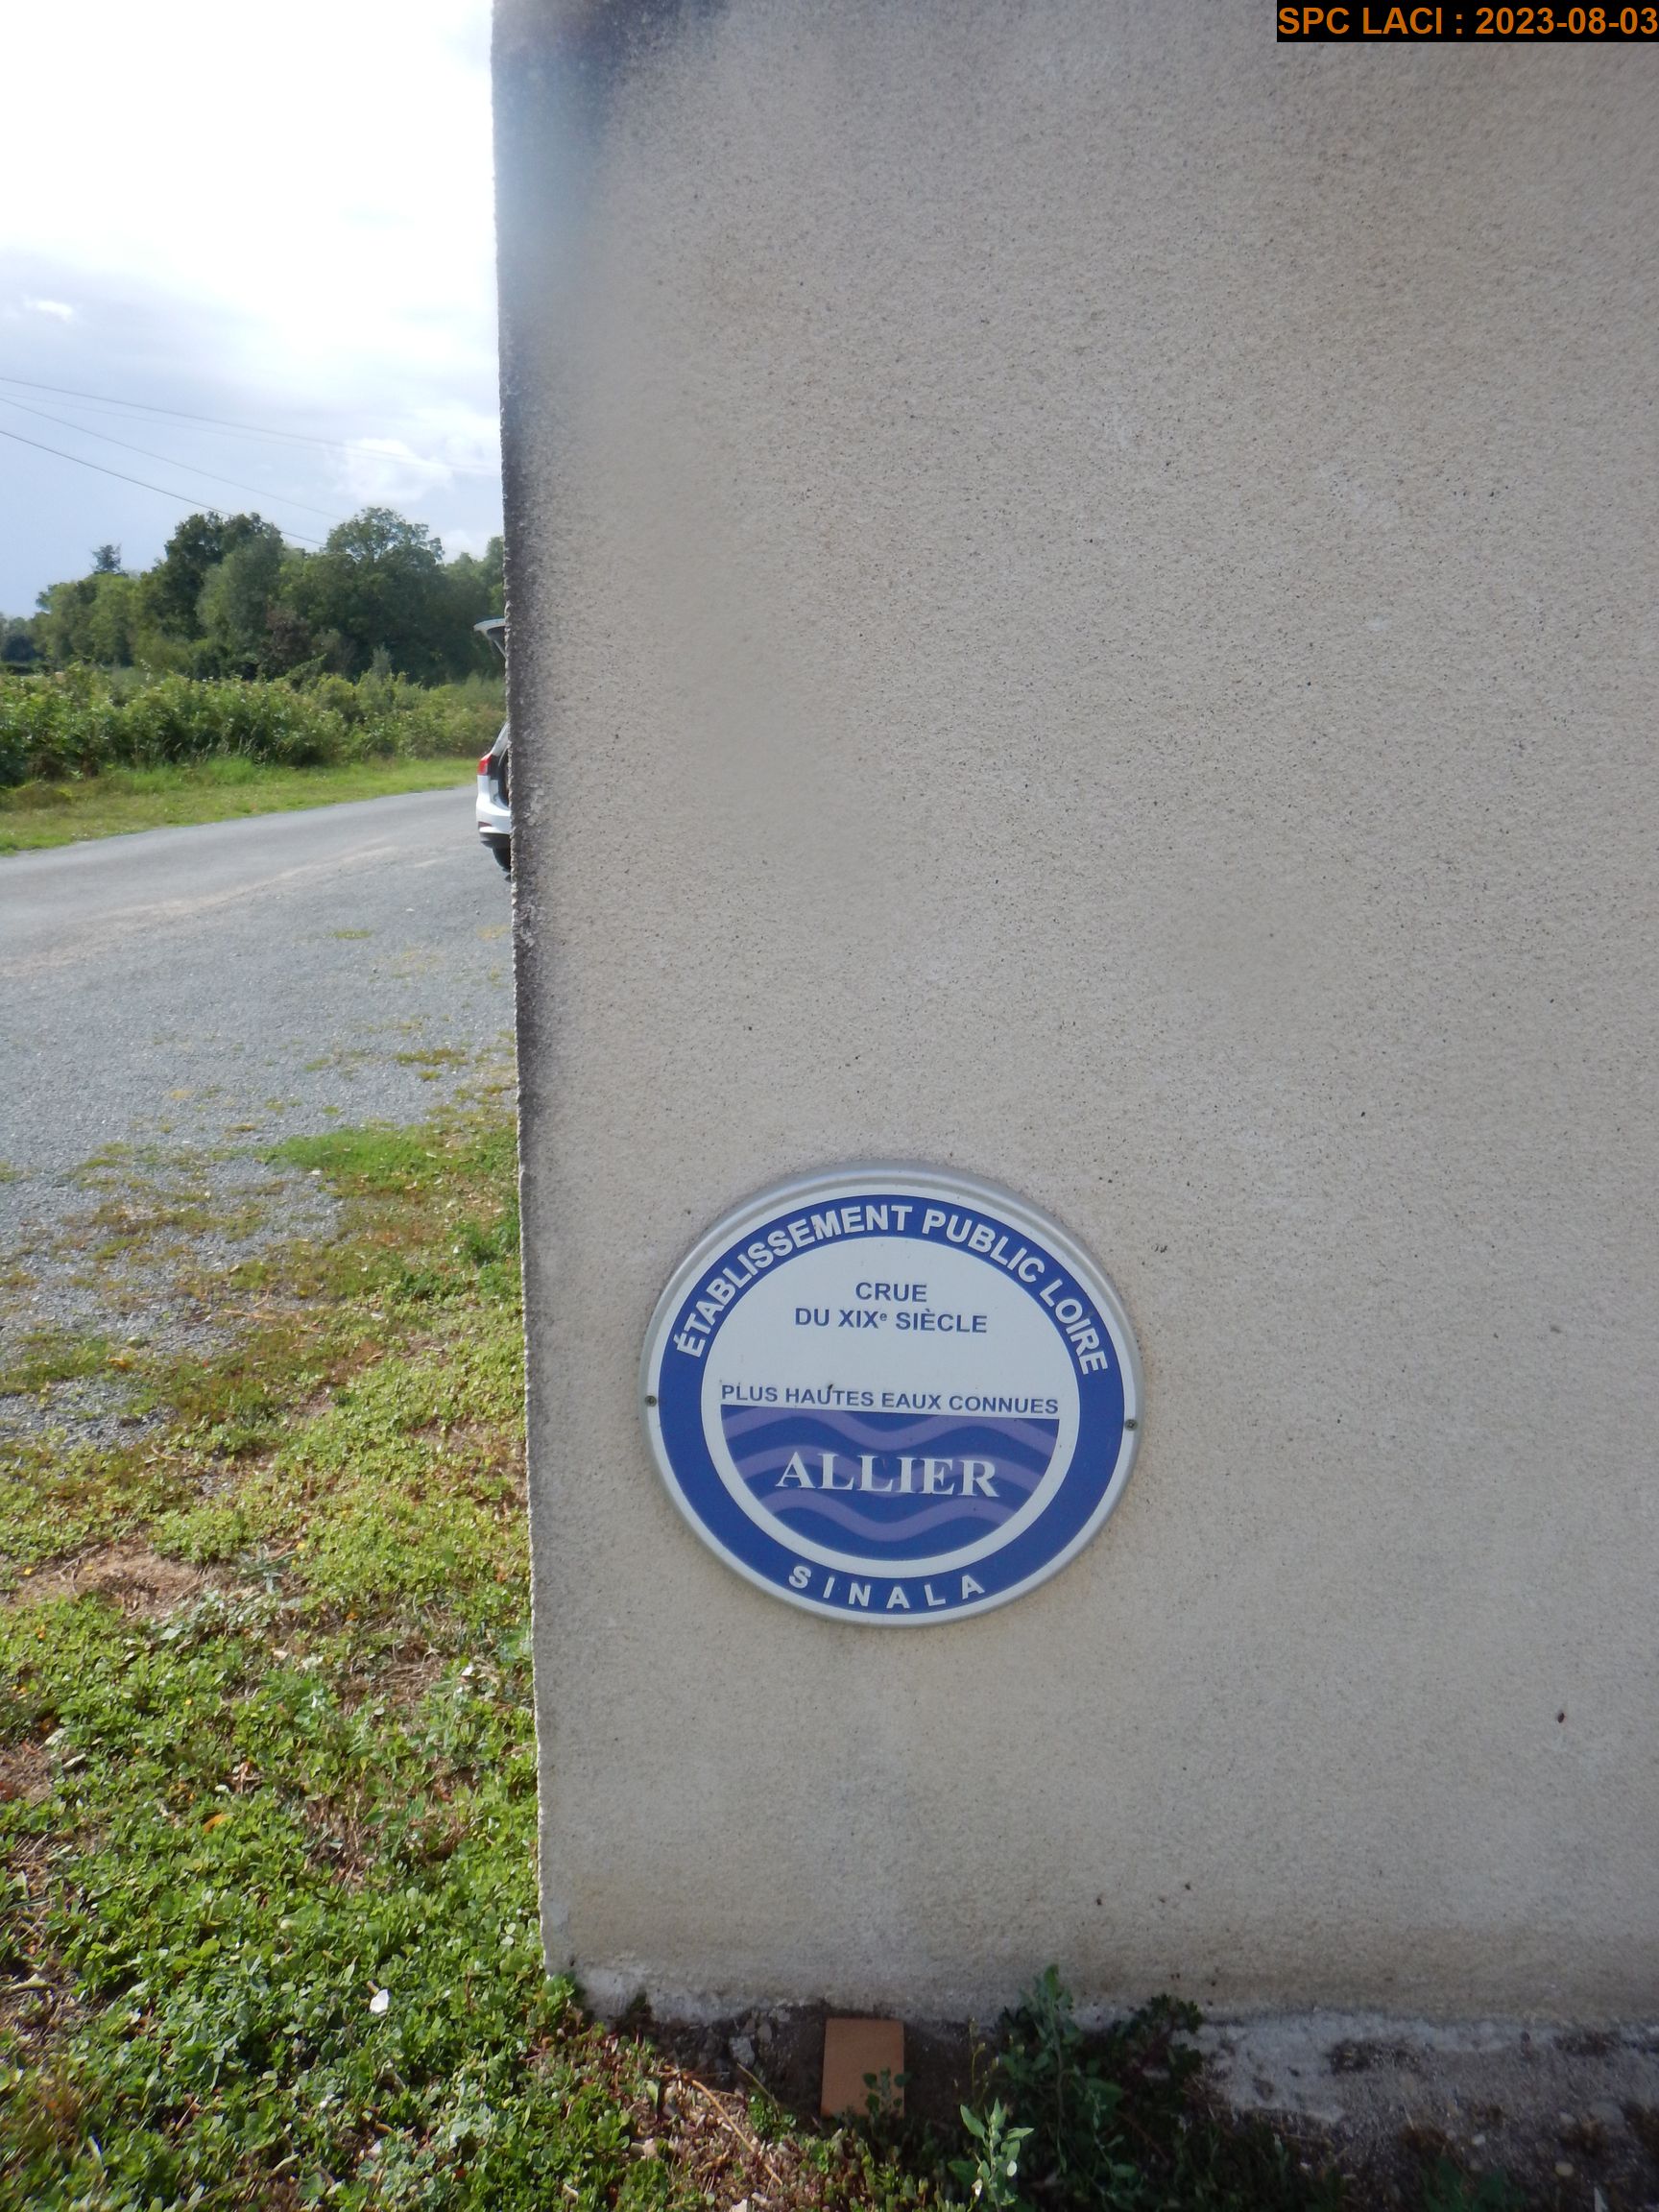 SPC LACI : 2023-08-03
ÉTABLISSEMENT PUBLIC LOIRE
CRUE
DU XIXᵉ SIÈCLE
PLUS HAUTES EAUX CONNUES
ALLIER
SINALA